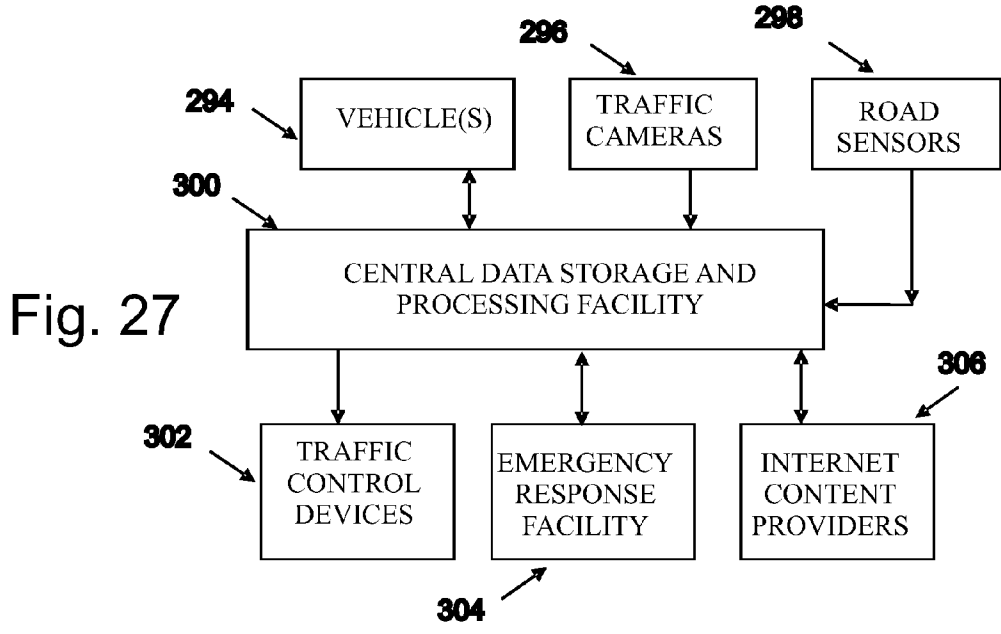 296
298
294
VEHICLE(S)
TRAFFIC
CAMERAS
ROAD
SENSORS
300
CENTRAL DATA STORAGE AND
PROCESSING FACILITY
Fig. 27
306
302
TRAFFIC
CONTROL
DEVICES
EMERGENCY
RESPONSE
FACILITY
INTERNET
CONTENT
PROVIDERS
304